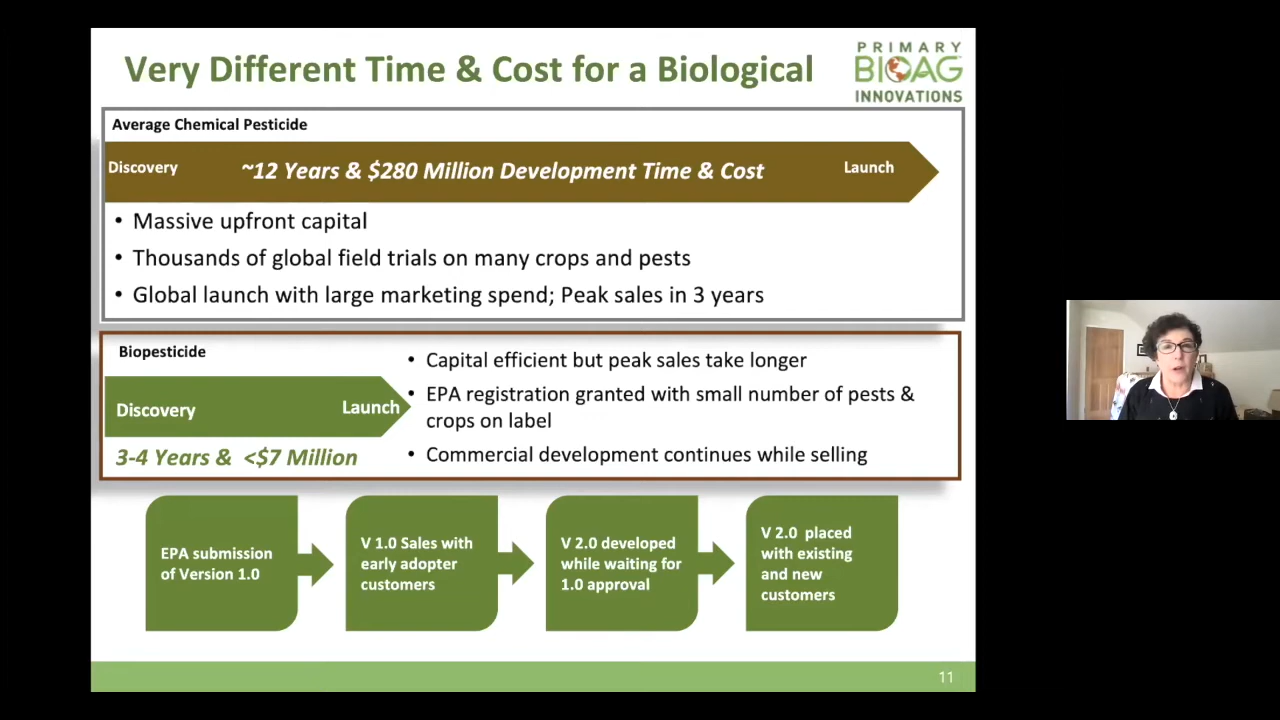 Very Different Time & Cost for a Biological
PRIMARY
BIOAG
INNOVATIONS
Average Chemical Pesticide
Discovery
~12 Years & $280 Million Development Time & Cost
Launch
• Massive upfront capital
• Thousands of global field trials on many crops and pests
• Global launch with large marketing spend; Peak sales in 3 years
Biopesticide
Discovery
Launch
3-4 Years & <$7 Million
• Capital efficient but peak sales take longer
• EPA registration granted with small number of pests &
crops on label
• Commercial development continues while selling
EPA submission
of Version 1.0
V 1.0 Sales with
early adopter
customers
V 2.0 developed
while waiting for
1.0 approval
V 2.0 placed
with existing
and new
customers
11